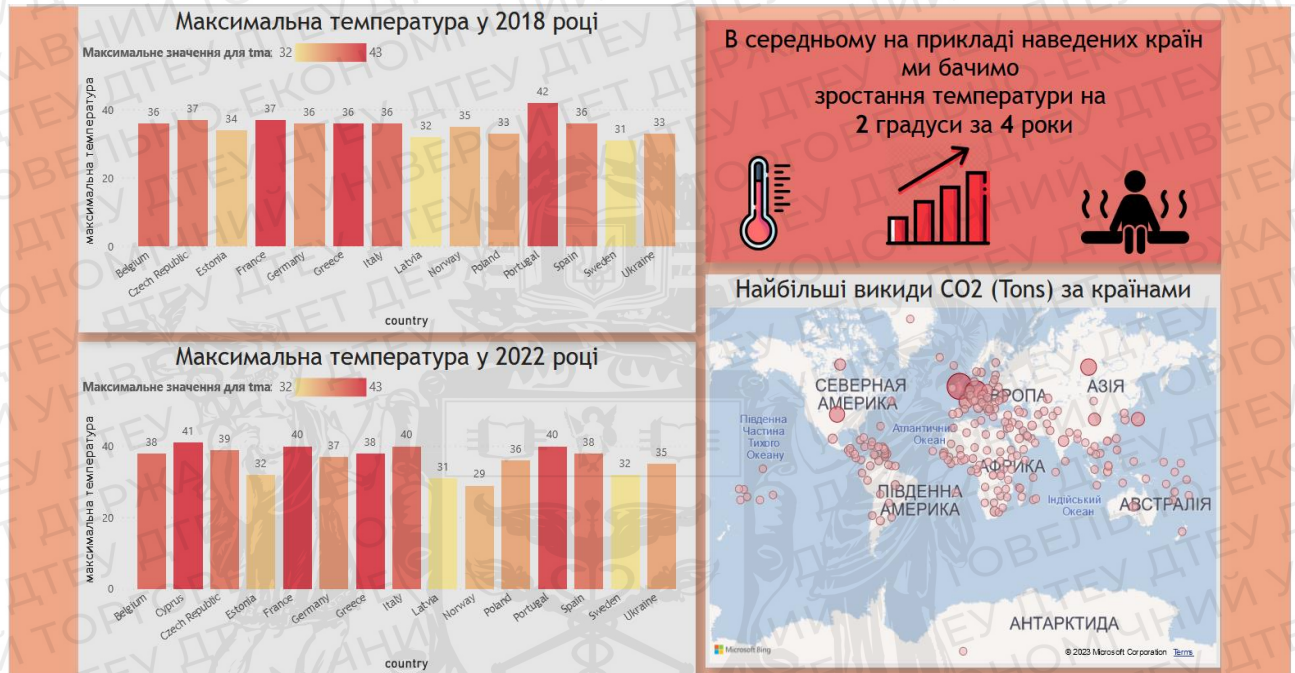 Максимальна температура у 2018 році
Максимальне значення для tma: 32 43
максимальна температура
40
20
0
36 37 34 37 36 36 36 32 35 33 42 36 31 33
Belgium Czech Republic Estonia France Germany Greece Italy Latvia Norway Poland Portugal Spain Sweden Ukraine
country
Максимальна температура у 2022 році
Максимальне значення для tma: 32 43
максимальна температура
40
20
0
38 41 39 32 40 37 38 40 31 29 36 40 38 32 35
Belgium Cyprus Czech Republic Estonia France Germany Greece Italy Latvia Norway Poland Portugal Spain Sweden Ukraine
country
В середньому на прикладі наведених країн
ми бачимо
зростання температури на
2 градуси за 4 роки
Найбільші викиди CO2 (Tons) за країнами
СЕВЕРНАЯ
АМЕРИКА
АЗІЯ
Південна
Частина
Тихого
Океану
Океан
АФРИКА
ПІВДЕННА
АМЕРИКА
Індійський
Океан
АВСТРАЛІЯ
АНТАРКТИДА
Microsoft Bing
© 2023 Microsoft Corporation Terms